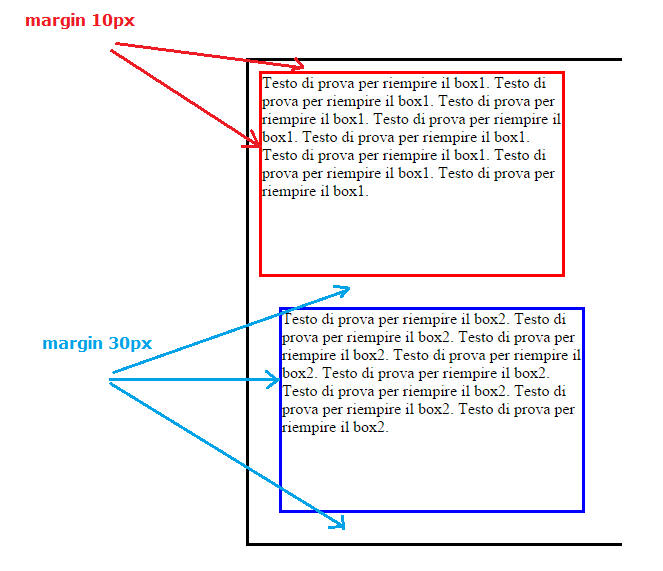 margin 10px
Testo di prova per riempire il box1. Testo di
prova per riempire il box1. Testo di prova per
riempire il box1. Testo di prova per riempire il
box1. Testo di prova per riempire il box1.
Testo di prova per riempire il box1. Testo di
prova per riempire il box1. Testo di prova per
riempire il box1.
margin 30px
Testo di prova per riempire il box2. Testo di
prova per riempire il box2. Testo di prova per
riempire il box2. Testo di prova per riempire il
box2. Testo di prova per riempire il box2.
Testo di prova per riempire il box2. Testo di
prova per riempire il box2. Testo di prova per
riempire il box2.